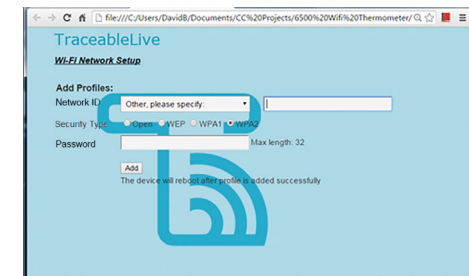 file:///C:/Users/DavidB/Documents/CC%20Projects/6500%20Wifi%20Thermometer/
TraceableLive
Wi-Fi Network Setup
Add Profiles:
Network ID Other, please specify:
Security Type Open WEP WPA1 WPA2
Password Max length: 32
Add
The device will reboot after profile is added successfully